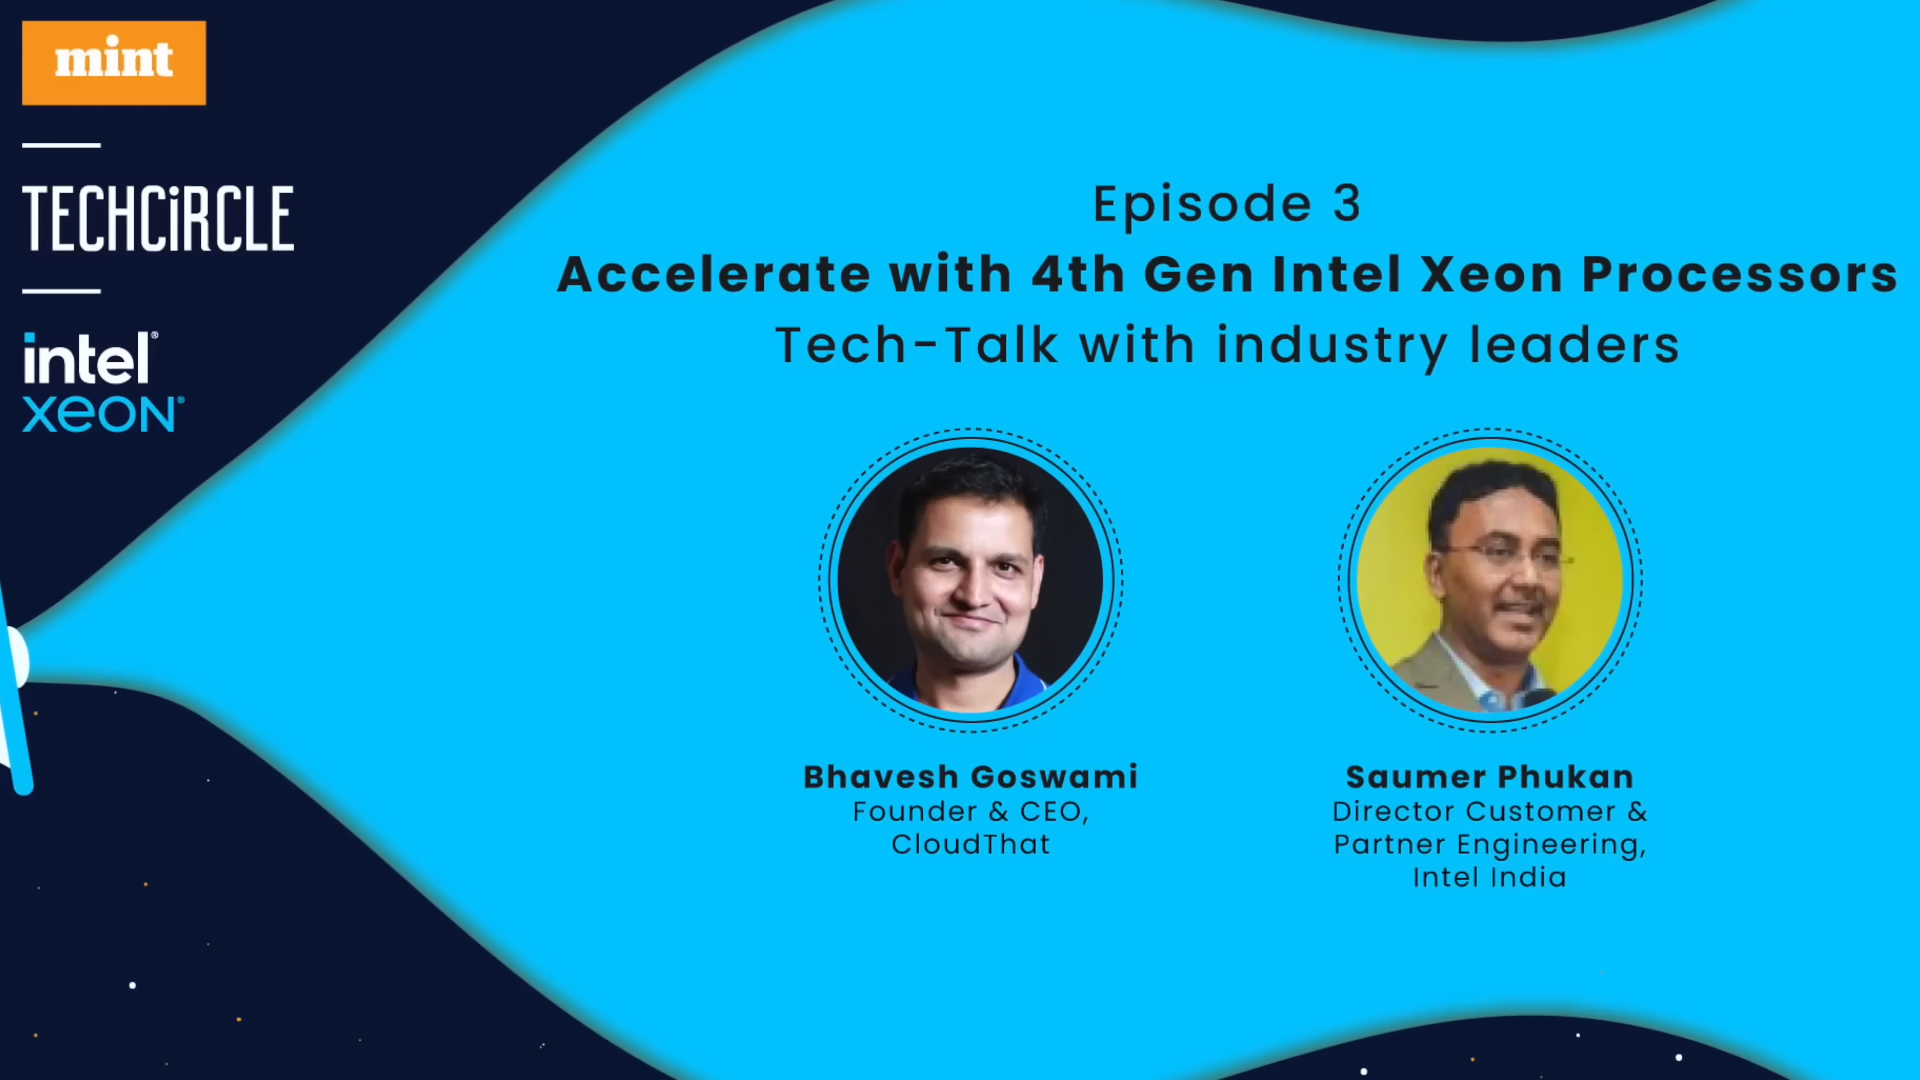 mint
TECHCiRCLE
intel®
xeon®
Episode 3
Accelerate with 4th Gen Intel Xeon Processors
Tech-Talk with industry leaders
Bhavesh Goswami
Founder & CEO,
CloudThat
Saumer Phukan
Director Customer &
Partner Engineering,
Intel India